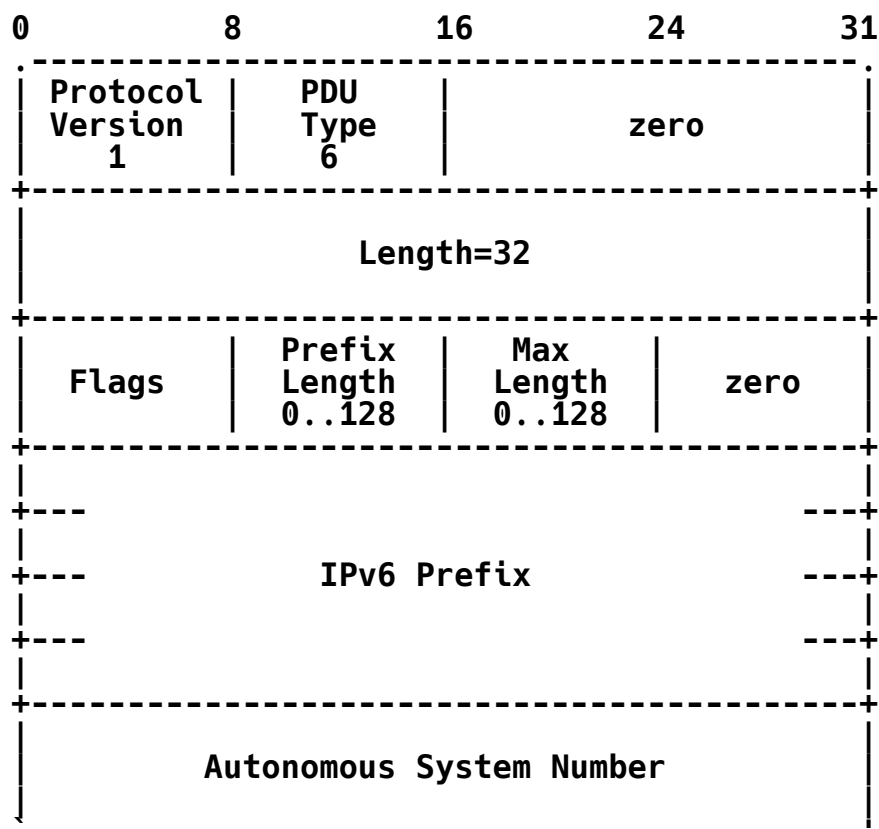 0          8          16         24        31
.-------------------------------------------.
| Protocol |   PDU    |                     |
| Version  |   Type   |         zero        |
|    1     |    6     |                     |
+-------------------------------------------+
|                                           |
|                 Length=32                 |
|                                           |
+-------------------------------------------+
|          |  Prefix  |   Max    |          |
|  Flags   |  Length  |  Length  |   zero   |
|          |  0..128  |  0..128  |          |
+-------------------------------------------+
|                                           |
+---                                     ---+
|                                           |
+---            IPv6 Prefix              ---+
|                                           |
+---                                     ---+
|                                           |
+-------------------------------------------+
|                                           |
|         Autonomous System Number          |
|                                           |